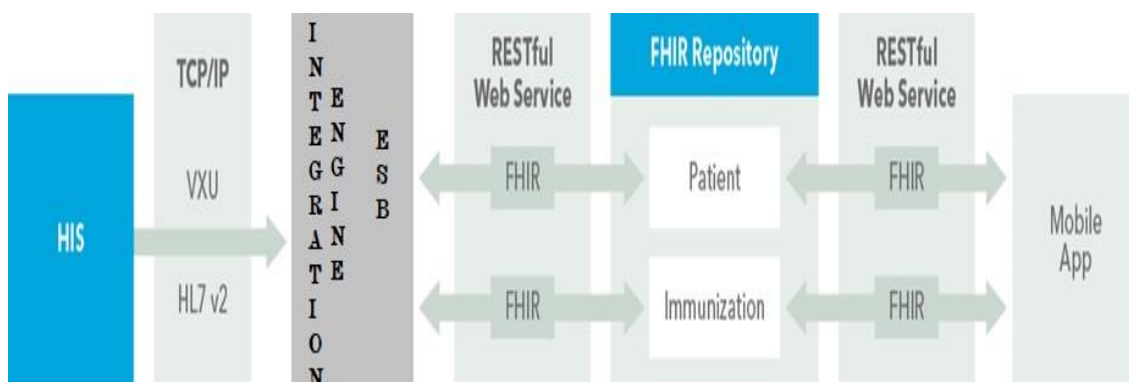 HIS
TCP/IP
VXU
HL7 v2
INTEGRATION
ENGINE
ESB
RESTful
Web Service
FHIR
FHIR
FHIR Repository
Patient
Immunization
RESTful
Web Service
FHIR
FHIR
Mobile
App